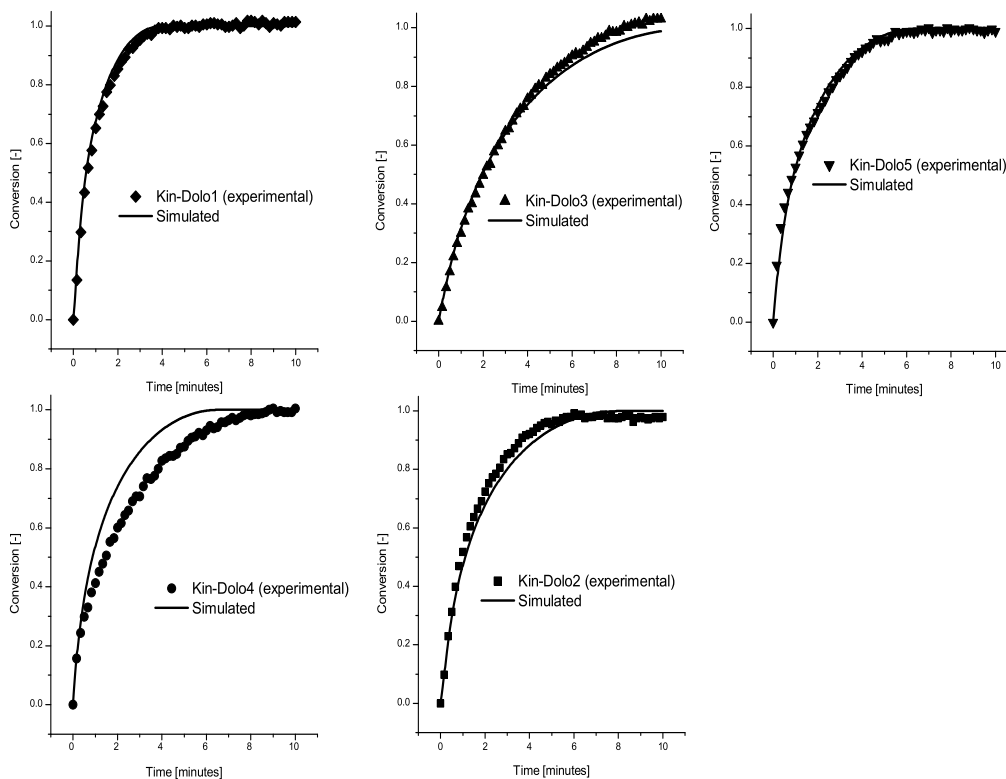 Conversion [-]
1.0
0.8
0.6
0.4
0.2
0.0
Kin-Dolo1 (experimental)
Simulated
0 2 4 6 8 10
Time [minutes]
Conversion [-]
1.0
0.8
0.6
0.4
0.2
0.0
Kin-Dolo3 (experimental)
Simulated
0 2 4 6 8 10
Time [minutes]
Conversion [-]
1.0
0.8
0.6
0.4
0.2
0.0
Kin-Dolo5 (experimental)
Simulated
0 2 4 6 8 10
Time [minutes]
Conversion [-]
1.0
0.8
0.6
0.4
0.2
0.0
Kin-Dolo4 (experimental)
Simulated
0 2 4 6 8 10
Time [minutes]
Conversion [-]
1.0
0.8
0.6
0.4
0.2
0.0
Kin-Dolo2 (experimental)
Simulated
0 2 4 6 8 10
Time [minutes]